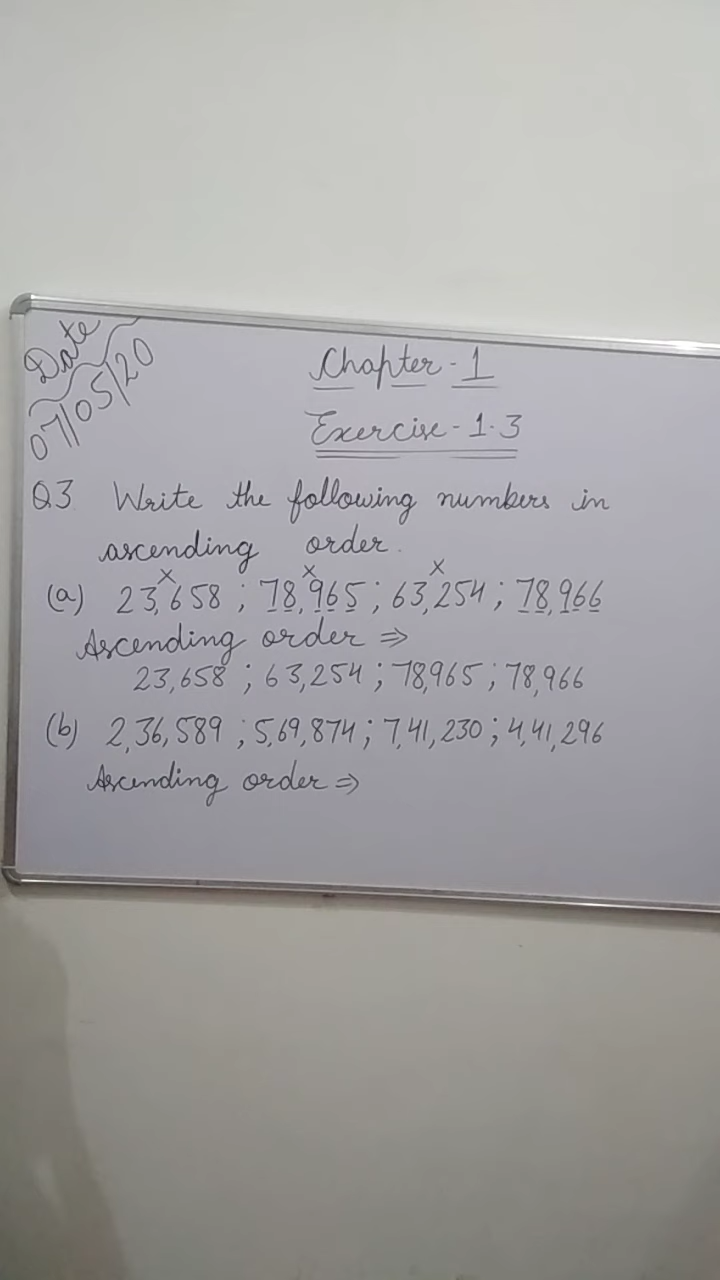 Date
07/05/20
Chapter - 1
Exercise - 1.3
Q3 Write the following numbers in
ascending order.
x x x
(a) 23,658 ; 78,965 ; 63,254 ; 78,966
Ascending order ⇒
23,658 ; 63,254 ; 78,965 ; 78,966
(b) 2,36,589 ; 5,69,874 ; 7,41,230 ; 4,41,296
Ascending order ⇒